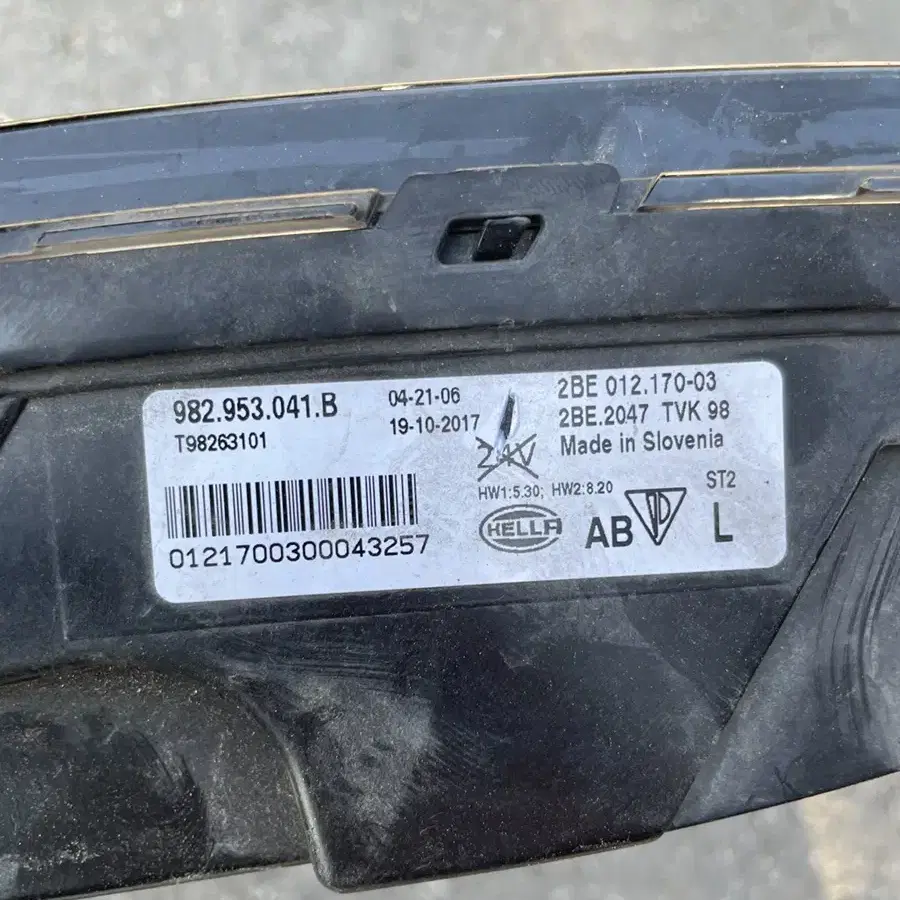 982.953.041.B
T98263101
04-21-06
19-10-2017
24V
2BE 012.170-03
2BE.2047 TVK 98
Made in Slovenia
HW1:5.30; HW2:8.20
ST2
HELLA
AB
L
0121700300043257